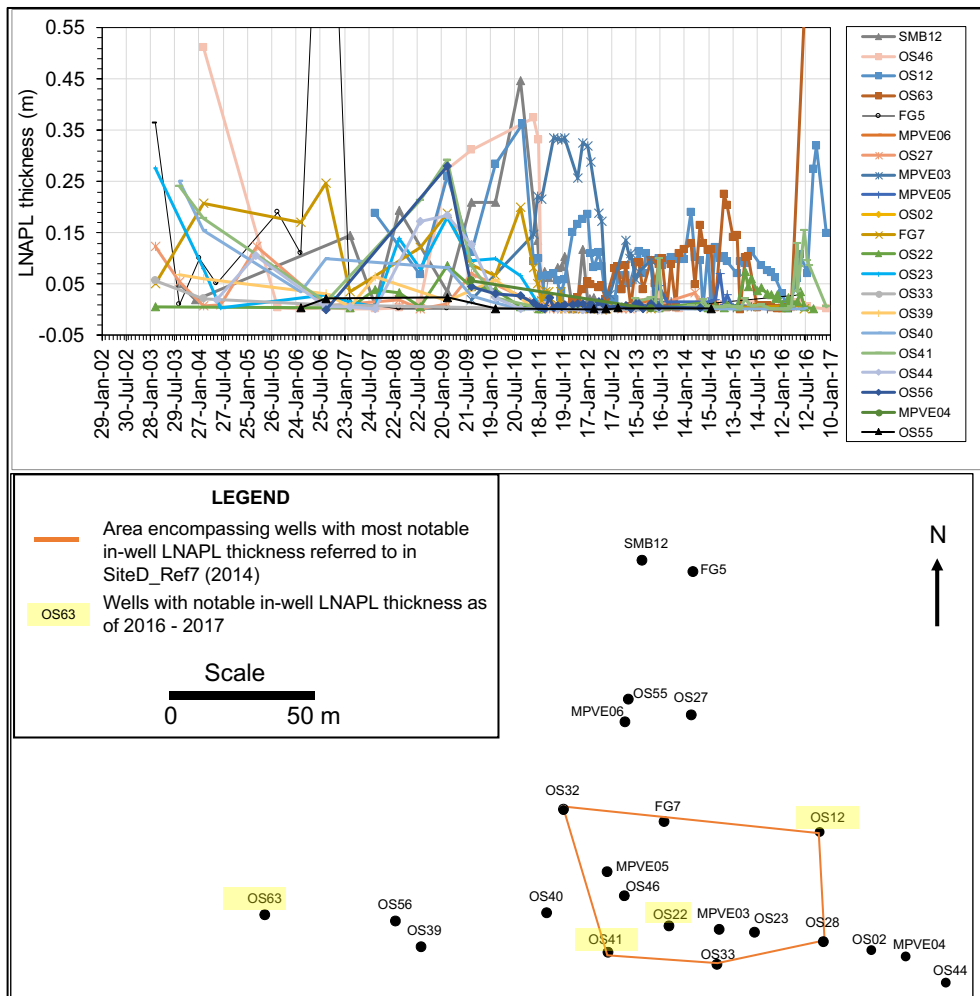 0.55
0.45
0.35
0.25
0.15
0.05
-0.05
LNAPL thickness (m)
29-Jan-02
30-Jul-02
28-Jan-03
29-Jul-03
27-Jan-04
27-Jul-04
25-Jan-05
26-Jul-05
24-Jan-06
25-Jul-06
23-Jan-07
24-Jul-07
22-Jan-08
22-Jul-08
20-Jan-09
21-Jul-09
19-Jan-10
20-Jul-10
18-Jan-11
19-Jul-11
17-Jan-12
17-Jul-12
15-Jan-13
16-Jul-13
14-Jan-14
15-Jul-14
13-Jan-15
14-Jul-15
12-Jan-16
12-Jul-16
10-Jan-17
SMB12
OS46
OS12
OS63
FG5
MPVE06
OS27
MPVE03
MPVE05
OS02
FG7
OS22
OS23
OS33
OS39
OS40
OS41
OS44
OS56
MPVE04
OS55
LEGEND
Area encompassing wells with most notable
in-well LNAPL thickness referred to in
SiteD_Ref7 (2014)
OS63
Wells with notable in-well LNAPL thickness as
of 2016 - 2017
Scale
0 50 m
N
SMB12
FG5
OS55
OS27
MPVE06
OS32
FG7
OS12
MPVE05
OS46
OS63
OS56
OS40
OS39
OS22
MPVE03
OS23
OS28
OS41
OS33
OS02
MPVE04
OS44